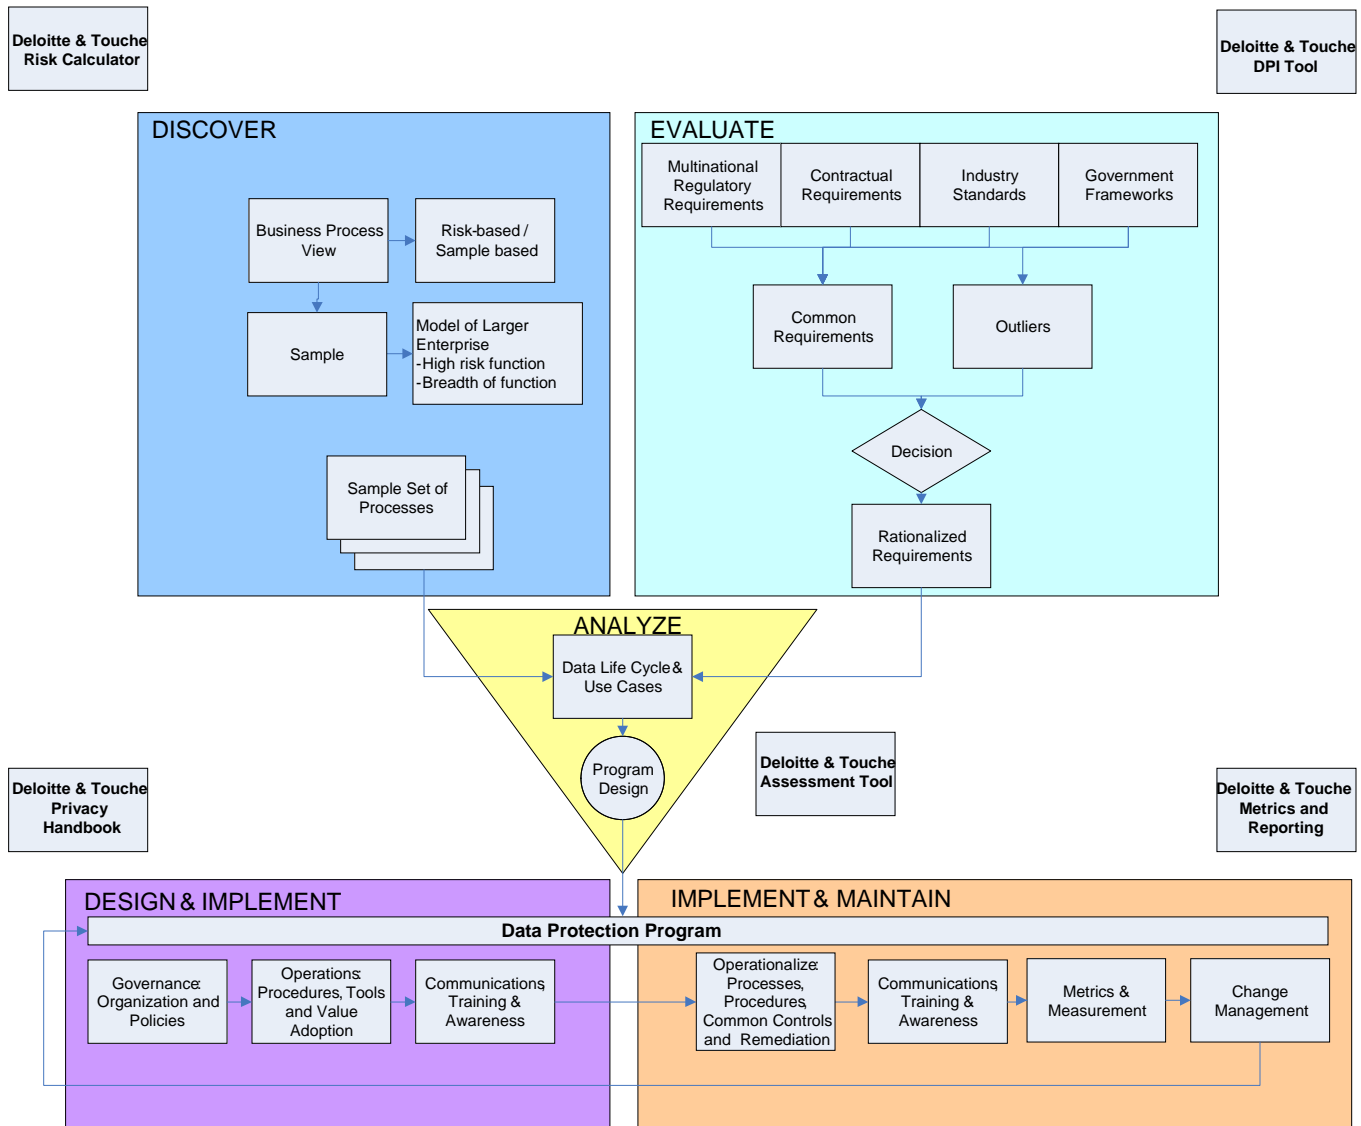 Deloitte & Touche
Risk Calculator
Deloitte & Touche
DPI Tool
DISCOVER
Business Process
View
Risk-based /
Sample based
Sample
Model of Larger
Enterprise
-High risk function
-Breadth of function
Sample Set of
Processes
EVALUATE
Multinational
Regulatory
Requirements
Contractual
Requirements
Industry
Standards
Government
Frameworks
Common
Requirements
Outliers
Decision
Rationalized
Requirements
ANALYZE
Data Life Cycle &
Use Cases
Program
Design
Deloitte & Touche
Assessment Tool
Deloitte & Touche
Privacy
Handbook
Deloitte & Touche
Metrics and
Reporting
DESIGN & IMPLEMENT
IMPLEMENT & MAINTAIN
Data Protection Program
Governance:
Organization and
Policies
Operations:
Procedures, Tools
and Value
Adoption
Communications,
Training &
Awareness
Operationalize:
Processes,
Procedures,
Common Controls
and Remediation
Communications,
Training &
Awareness
Metrics &
Measurement
Change
Management